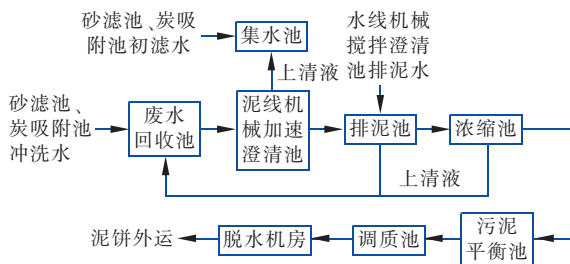 砂滤池、炭吸
附池初滤水
集水池
水线机械
搅拌澄清
池排泥水
上清液
砂滤池、
炭吸附池
冲洗水
废水
回收池
泥线机
械加速
澄清池
排泥池
浓缩池
上清液
泥饼外运
脱水机房
调质池
污泥
平衡池